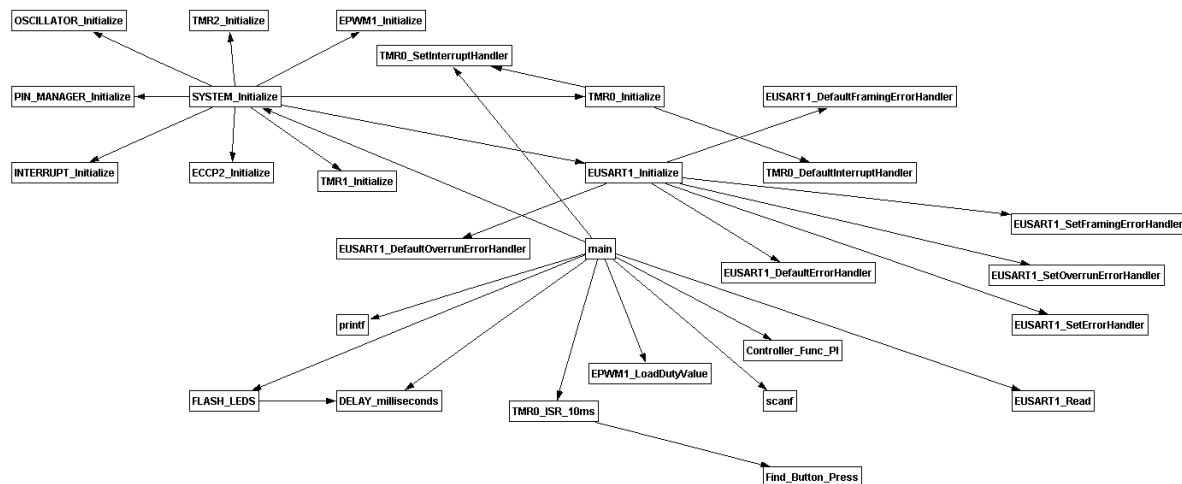 OSCILLATOR_Initialize
TMR2_Initialize
EPWM1_Initialize
TMR0_SetInterruptHandler
PIN_MANAGER_Initialize
SYSTEM_Initialize
TMR0_Initialize
EUSART1_DefaultFramingErrorHandler
INTERRUPT_Initialize
ECCP2_Initialize
TMR1_Initialize
EUSART1_Initialize
TMR0_DefaultInterruptHandler
EUSART1_SetFramingErrorHandler
EUSART1_DefaultOverrunErrorHandler
main
EUSART1_DefaultErrorHandler
EUSART1_SetOverrunErrorHandler
printf
EUSART1_SetErrorHandler
Controller_Func_PI
EPWM1_LoadDutyValue
FLASH_LEDS
DELAY_milliseconds
TMR0_ISR_10ms
scanf
EUSART1_Read
Find_Button_Press